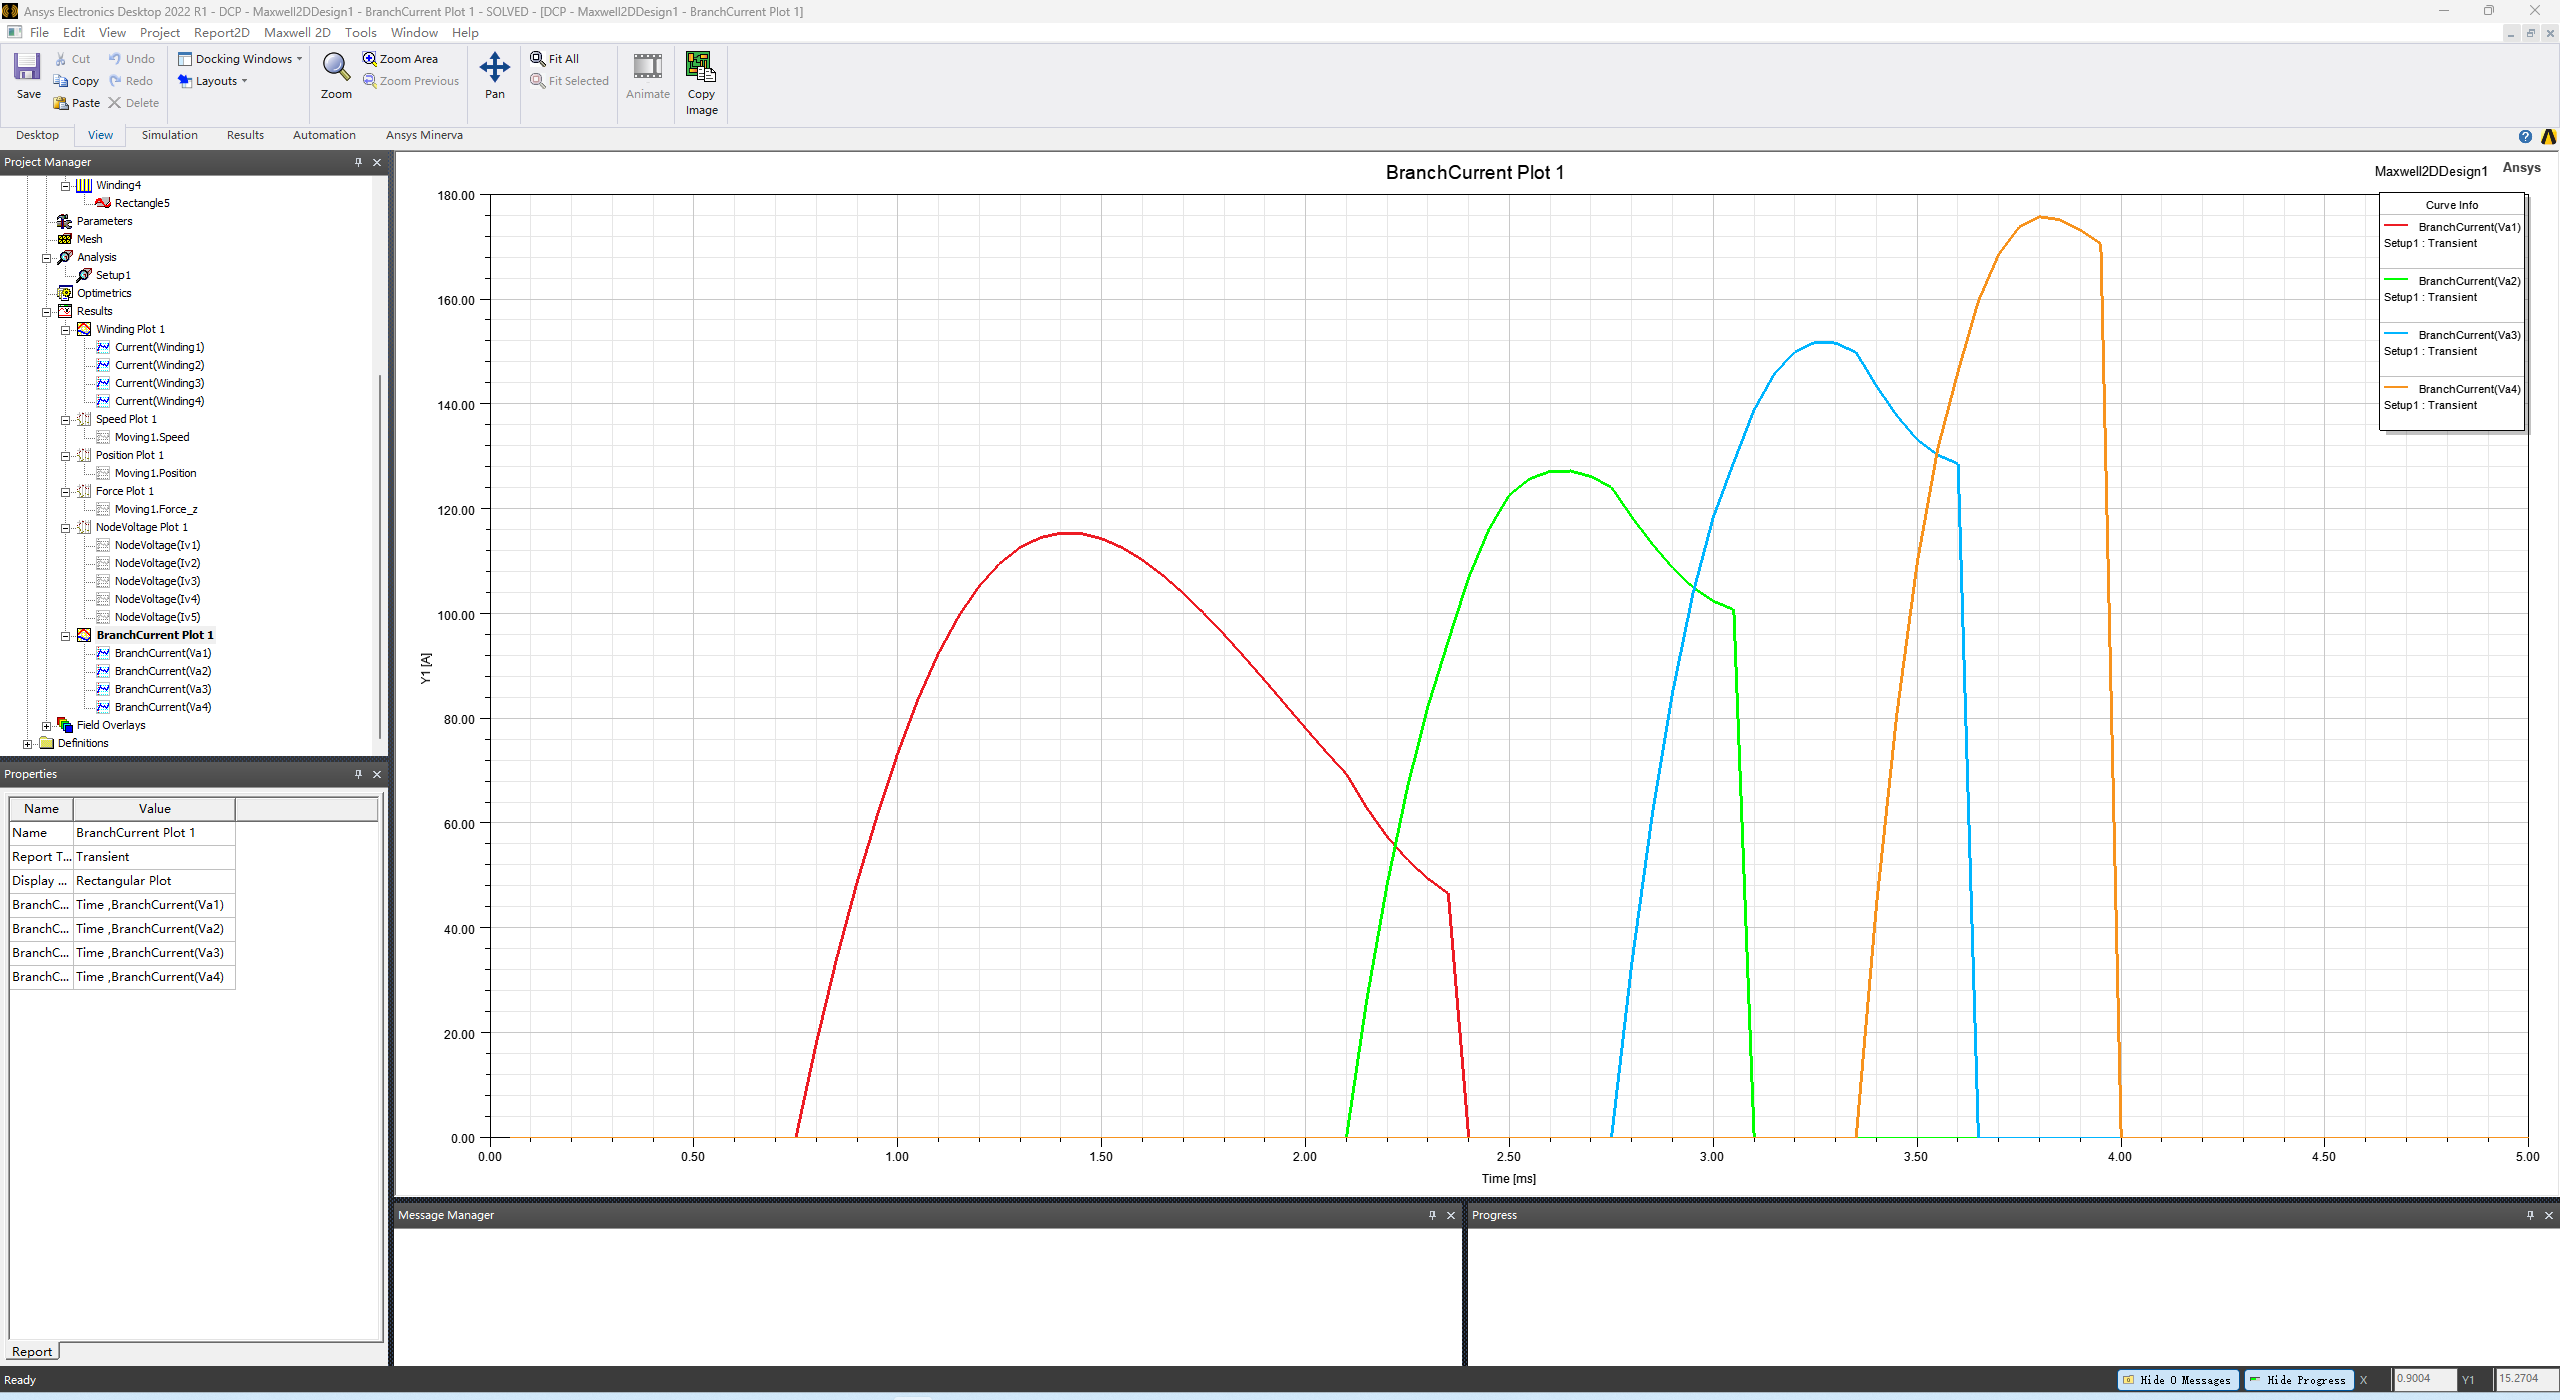 Ansys Electronics Desktop 2022 R1 - DCP - Maxwell2DDesign1 - BranchCurrent Plot 1 - SOLVED - [DCP - Maxwell2DDesign1 - BranchCurrent Plot 1]
File Edit View Project Report2D Maxwell 2D Tools Window Help
Save
Cut
Copy
Paste
Undo
Redo
Delete
Docking Windows
Layouts
Zoom
Zoom Area
Zoom Previous
Pan
Fit All
Fit Selected
Animate
Copy
Image
Desktop View Simulation Results Automation Ansys Minerva
Project Manager
Winding4
Rectangle5
Parameters
Mesh
Analysis
Setup1
Optimetrics
Results
Winding Plot 1
Current(Winding1)
Current(Winding2)
Current(Winding3)
Current(Winding4)
Speed Plot 1
Moving1.Speed
Position Plot 1
Moving1.Position
Force Plot 1
Moving1.Force_z
NodeVoltage Plot 1
NodeVoltage(Iv1)
NodeVoltage(Iv2)
NodeVoltage(Iv3)
NodeVoltage(Iv4)
NodeVoltage(Iv5)
BranchCurrent Plot 1
BranchCurrent(Va1)
BranchCurrent(Va2)
BranchCurrent(Va3)
BranchCurrent(Va4)
Field Overlays
Definitions
Properties
Name Value
Name BranchCurrent Plot 1
Report T... Transient
Display ... Rectangular Plot
BranchC... Time ,BranchCurrent(Va1)
BranchC... Time ,BranchCurrent(Va2)
BranchC... Time ,BranchCurrent(Va3)
BranchC... Time ,BranchCurrent(Va4)
Report
BranchCurrent Plot 1
Maxwell2DDesign1 Ansys
Curve Info
BranchCurrent(Va1)
Setup1 : Transient
BranchCurrent(Va2)
Setup1 : Transient
BranchCurrent(Va3)
Setup1 : Transient
BranchCurrent(Va4)
Setup1 : Transient
180.00
160.00
140.00
120.00
100.00
80.00
60.00
40.00
20.00
0.00
Y1 [A]
0.00 0.50 1.00 1.50 2.00 2.50 3.00 3.50 4.00 4.50 5.00
Time [ms]
Message Manager
Progress
Ready
Hide 0 Messages Hide Progress X 0.9004 Y1 15.2704